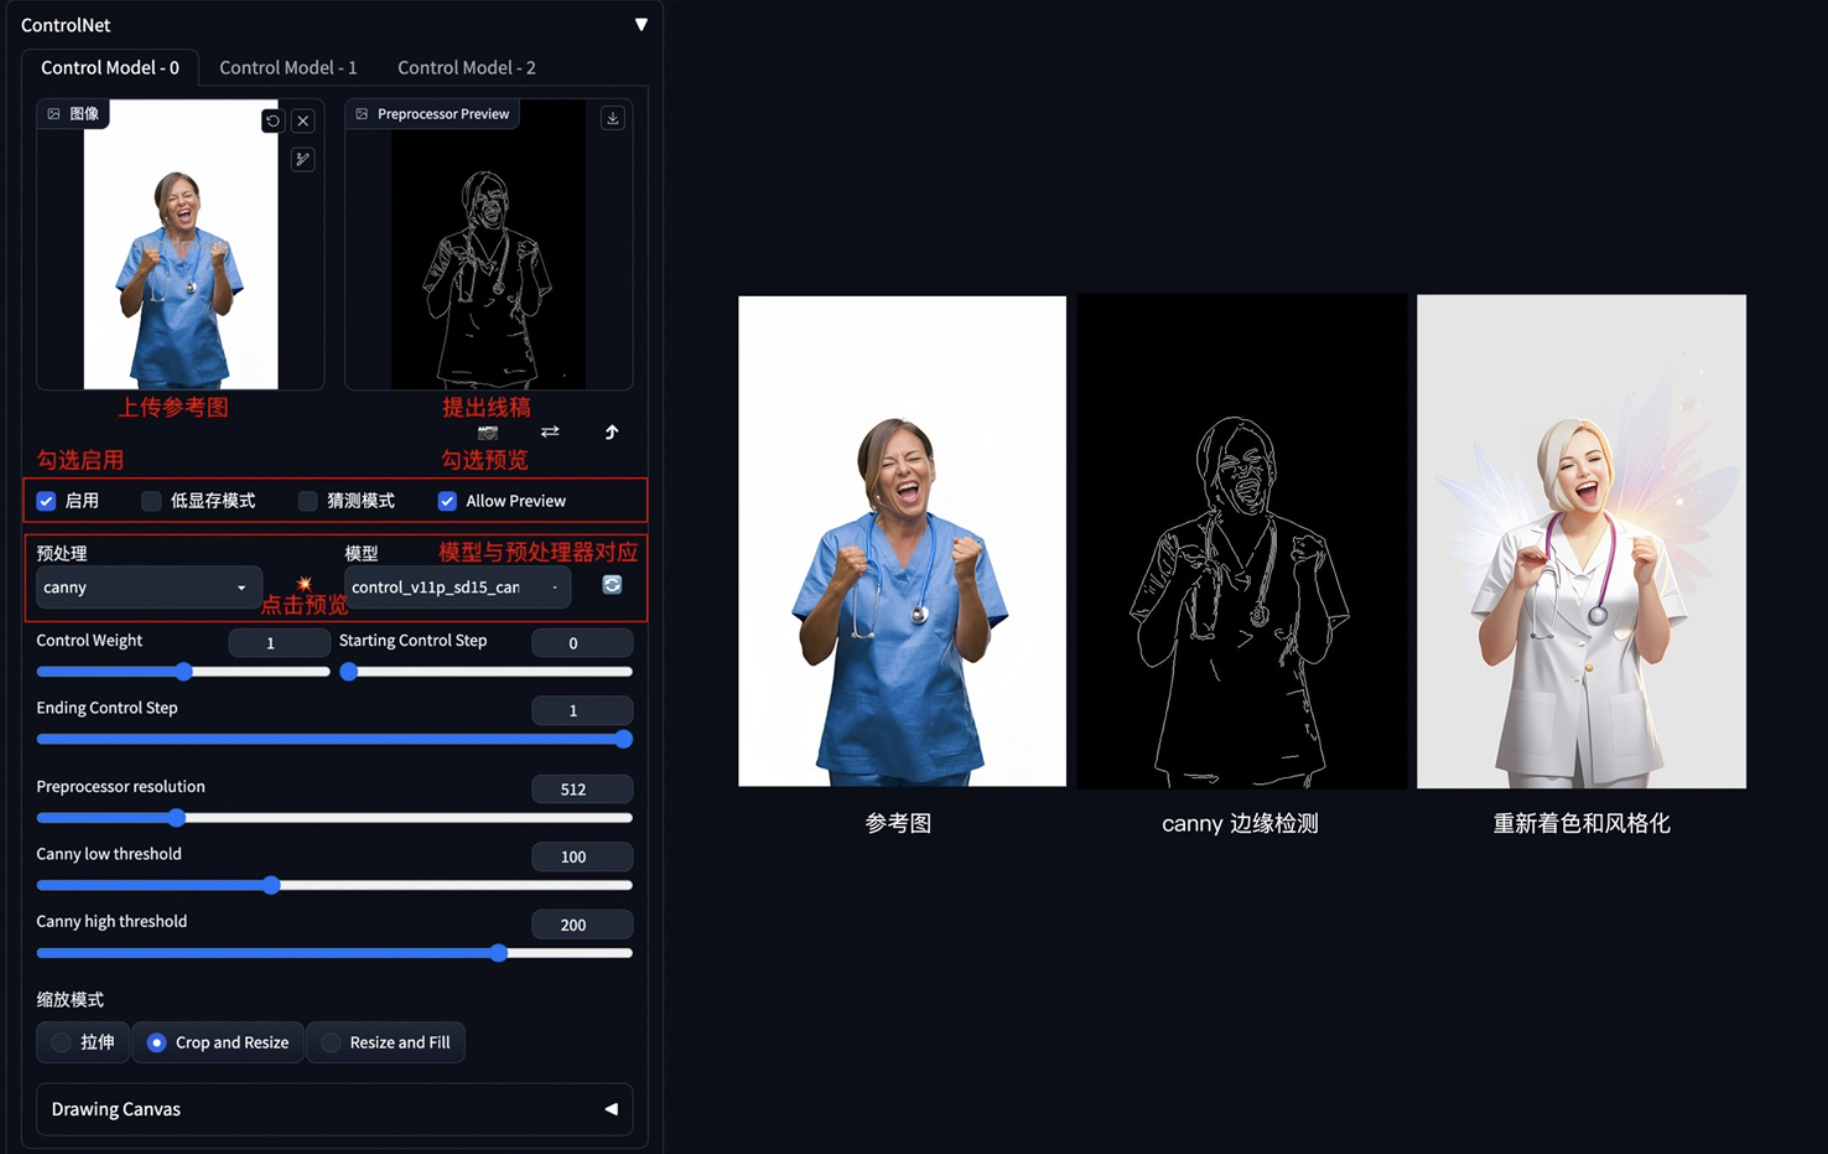 ControlNet
Control Model - 0
Control Model - 1
Control Model - 2
图像
Preprocessor Preview
上传参考图
提出线稿
勾选启用
勾选预览
启用
低显存模式
猜测模式
Allow Preview
预处理
模型
模型与预处理器对应
canny
点击预览
control_v11p_sd15_can
Control Weight
1
Starting Control Step
0
Ending Control Step
1
Preprocessor resolution
512
Canny low threshold
100
Canny high threshold
200
缩放模式
拉伸
Crop and Resize
Resize and Fill
Drawing Canvas
参考图
canny 边缘检测
重新着色和风格化